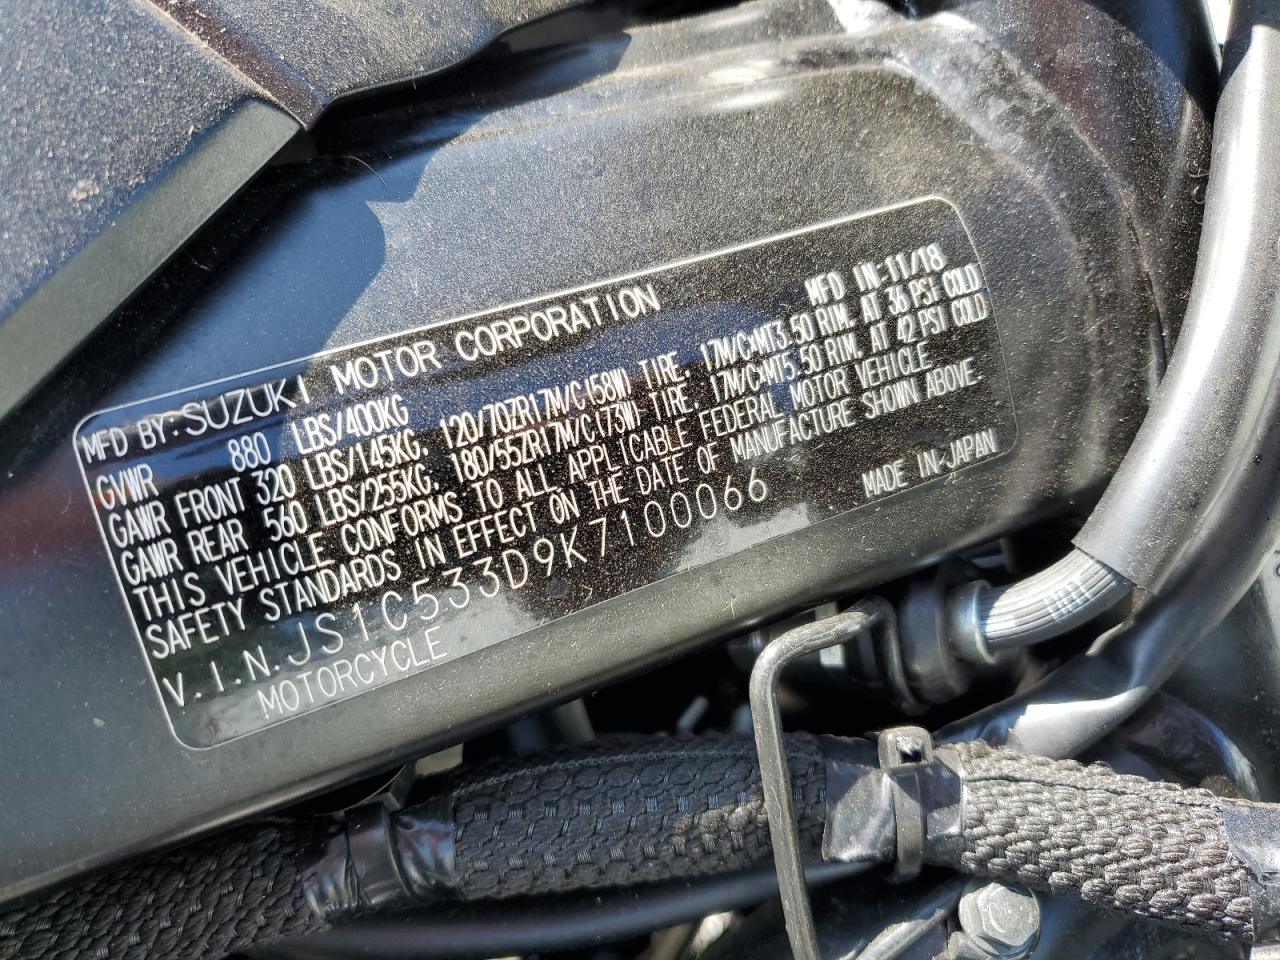 MFD BY:SUZUKI MOTOR CORPORATION MFD IN:11/18
GVWR 880 LBS/400KG
GAWR FRONT 320 LBS/145KG, 120/70ZR17M/C(58W) TIRE, 17M/C×MT3.50 RIM, AT 36 PSI COLD
GAWR REAR 560 LBS/255KG, 180/55ZR17M/C(73W) TIRE, 17M/C×MT5.50 RIM, AT 42 PSI COLD
THIS VEHICLE CONFORMS TO ALL APPLICABLE FEDERAL MOTOR VEHICLE
SAFETY STANDARDS IN EFFECT ON THE DATE OF MANUFACTURE SHOWN ABOVE.
V.I.N.JS1C533D9K7100066
MOTORCYCLE MADE IN JAPAN